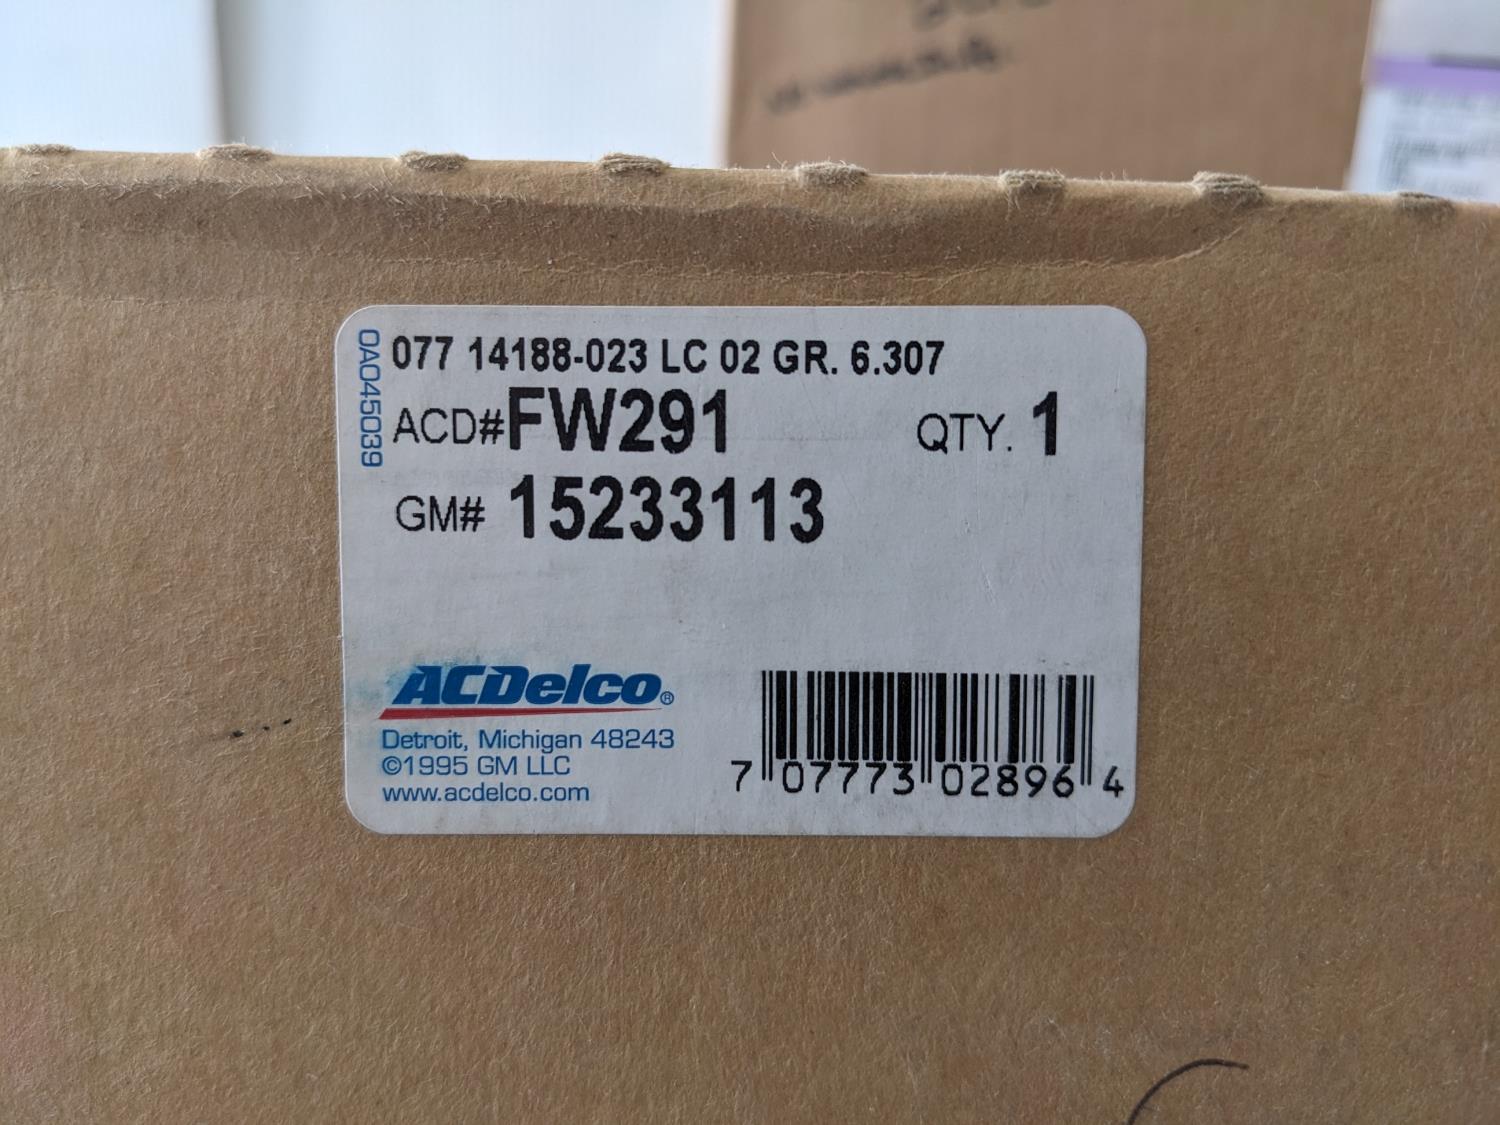 0A045039
077 14188-023 LC 02 GR. 6.307
ACD#FW291 QTY. 1
GM# 15233113
ACDelco®
Detroit, Michigan 48243
©1995 GM LLC
www.acdelco.com
7 07773 02896 4